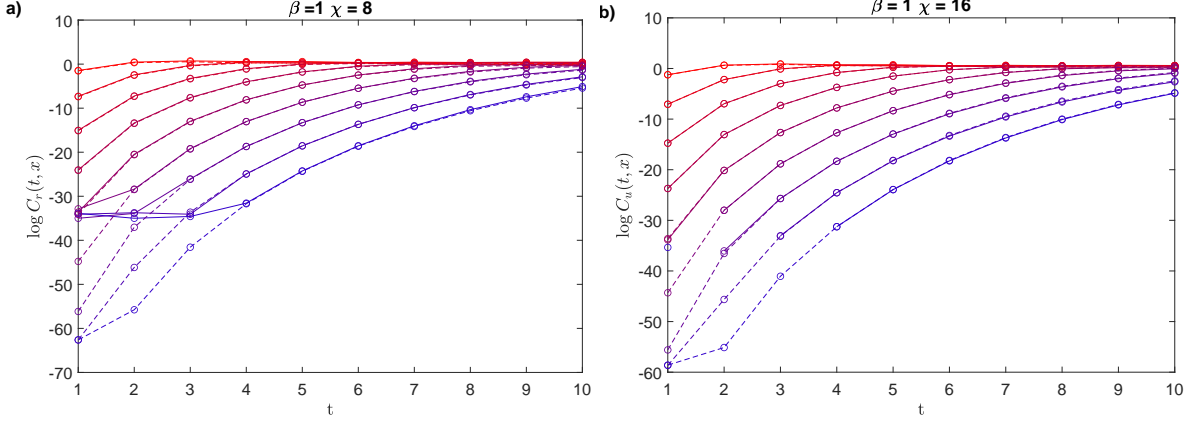 a)
β =1 χ = 8
10
0
-10
-20
-30
-40
-50
-60
-70
log C_r(t, x)
1 2 3 4 5 6 7 8 9 10
t
b)
β = 1 χ = 16
10
0
-10
-20
-30
-40
-50
-60
log C_u(t, x)
1 2 3 4 5 6 7 8 9 10
t